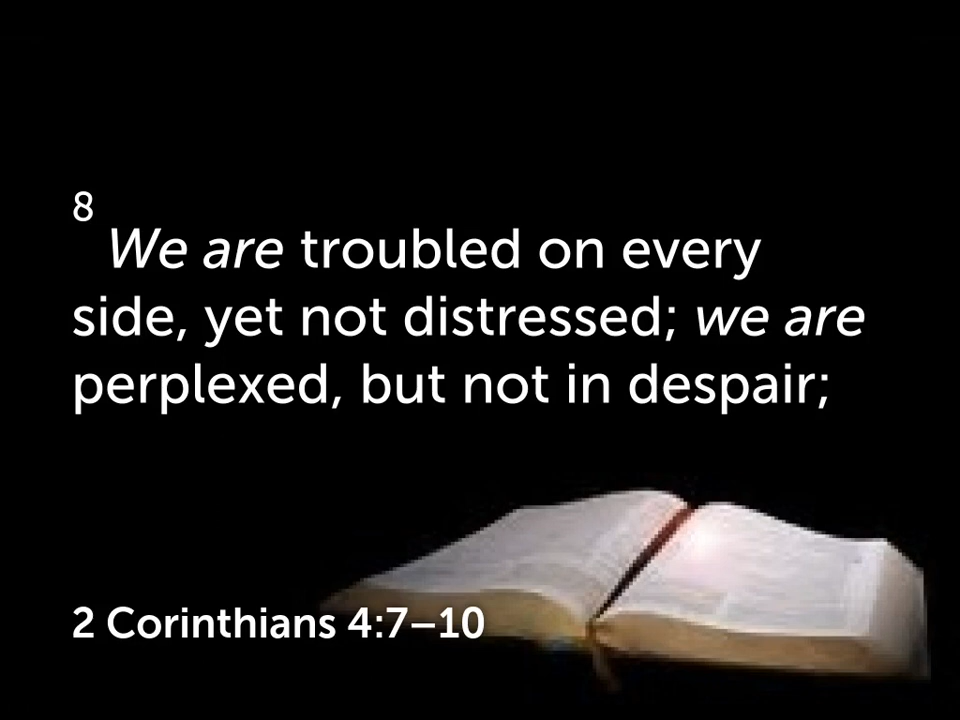 8
We are troubled on every
side, yet not distressed; we are
perplexed, but not in despair;
2 Corinthians 4:7–10